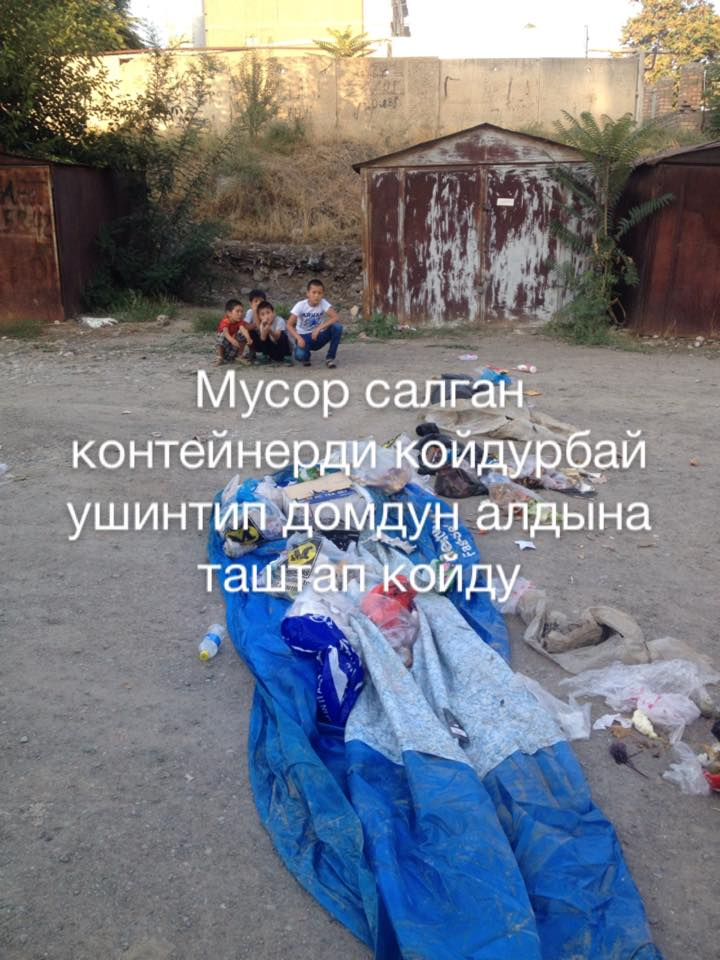 Мусор салган
контейнерди койдурбай
ушинтип домдун алдына
таштап койду